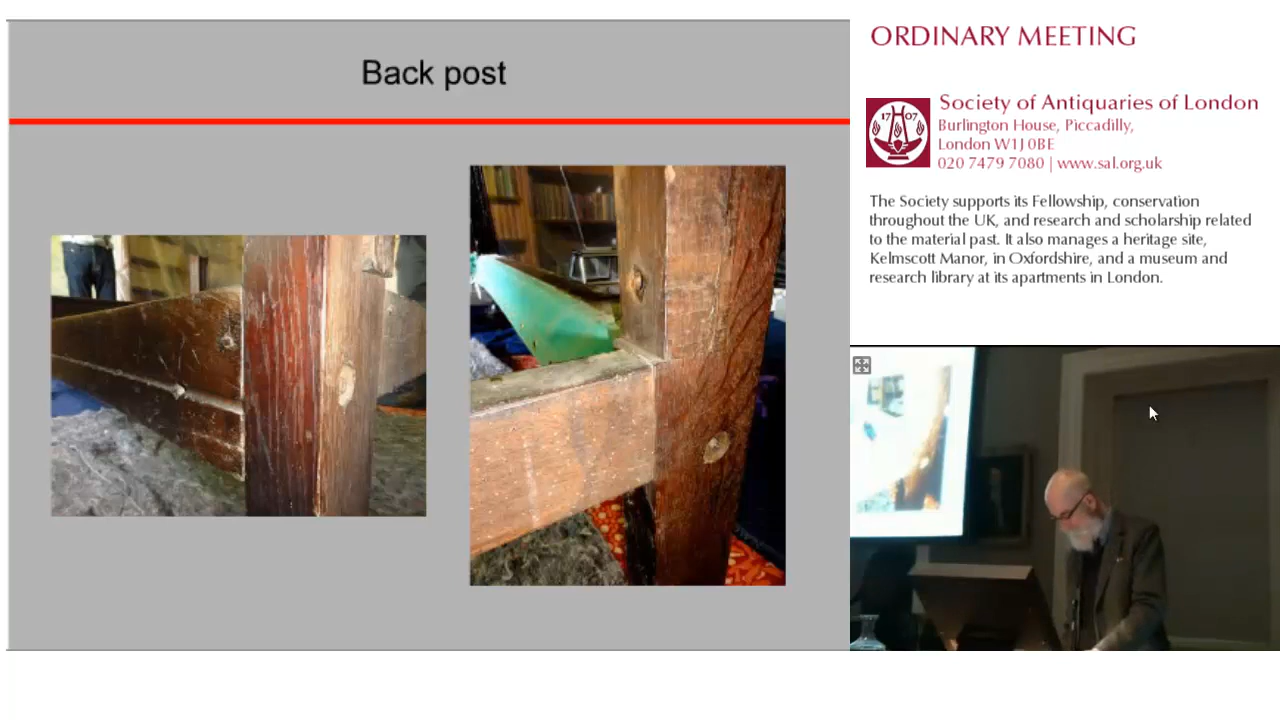 Back post
ORDINARY MEETING
17 07
Society of Antiquaries of London
Burlington House, Piccadilly,
London W1J 0BE
020 7479 7080 | www.sal.org.uk
The Society supports its Fellowship, conservation
throughout the UK, and research and scholarship related
to the material past. It also manages a heritage site,
Kelmscott Manor, in Oxfordshire, and a museum and
research library at its apartments in London.